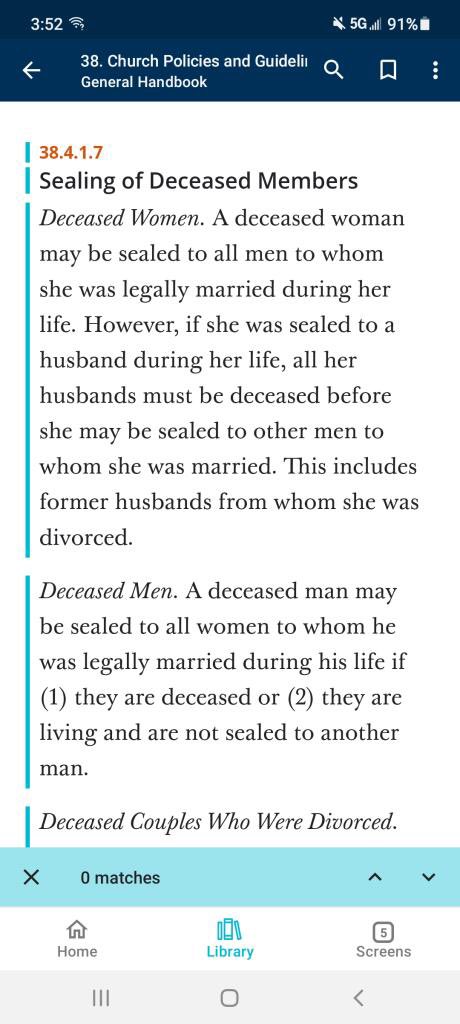 3:52 5G 91%
38. Church Policies and Guideli
General Handbook
38.4.1.7
Sealing of Deceased Members
Deceased Women. A deceased woman
may be sealed to all men to whom
she was legally married during her
life. However, if she was sealed to a
husband during her life, all her
husbands must be deceased before
she may be sealed to other men to
whom she was married. This includes
former husbands from whom she was
divorced.
Deceased Men. A deceased man may
be sealed to all women to whom he
was legally married during his life if
(1) they are deceased or (2) they are
living and are not sealed to another
man.
Deceased Couples Who Were Divorced.
0 matches
5
Home Library Screens